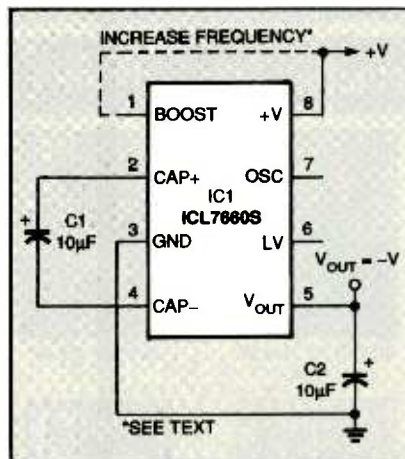 INCREASE FREQUENCY*
+V
1 BOOST +V 8
2 CAP+ OSC 7
IC1
ICL7660S
+ C1
10µF
3 GND LV 6
VOUT = -V
4 CAP- VOUT 5
C2 +
10µF
*SEE TEXT